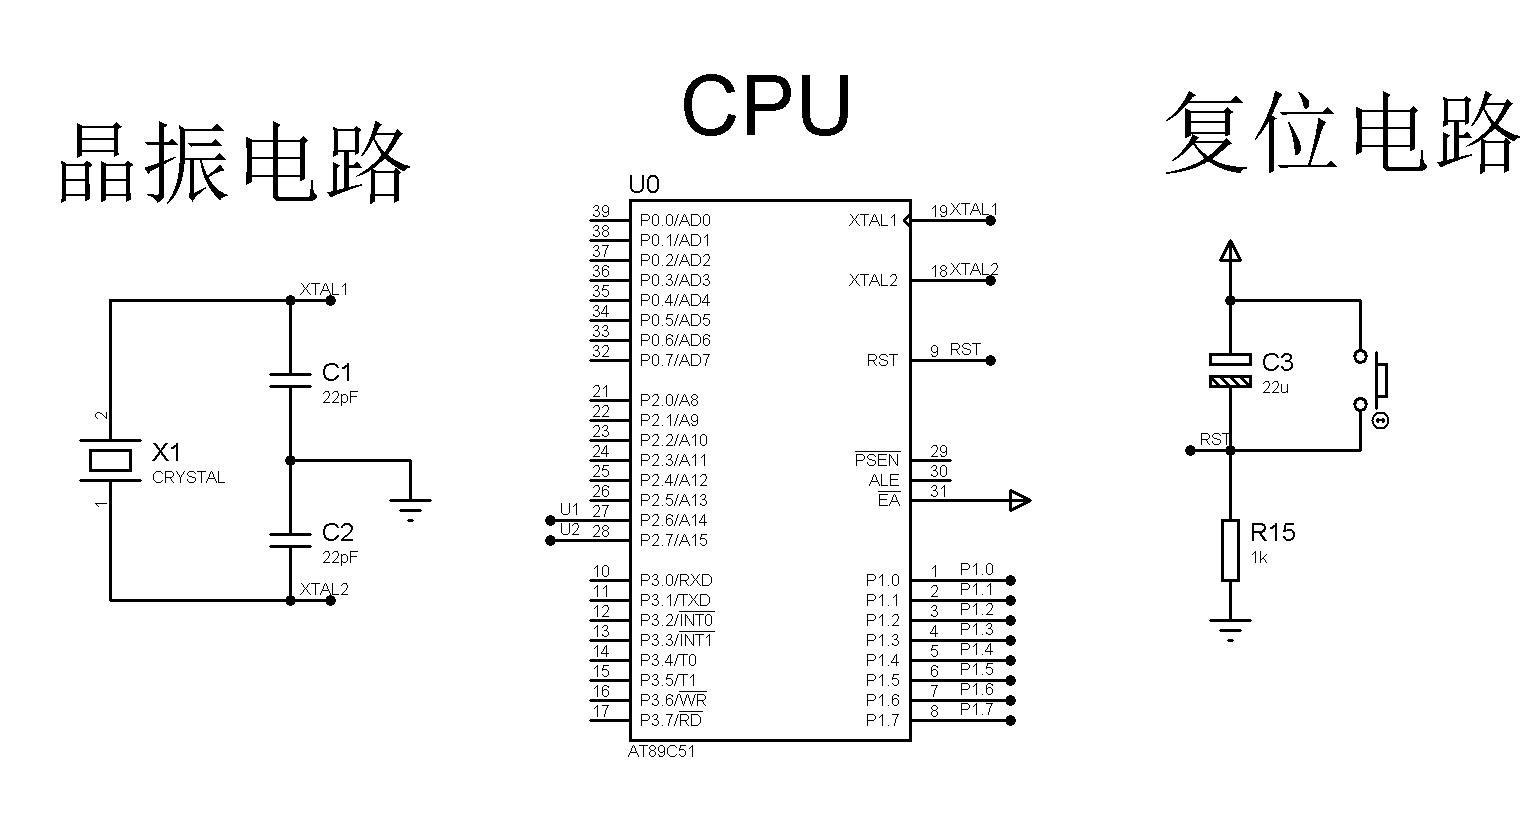 CPU
晶振电路
复位电路
XTAL1
C1
22pF
2
X1
CRYSTAL
1
C2
22pF
XTAL2
U0
39 P0.0/AD0
38 P0.1/AD1
37 P0.2/AD2
36 P0.3/AD3
35 P0.4/AD4
34 P0.5/AD5
33 P0.6/AD6
32 P0.7/AD7
21 P2.0/A8
22 P2.1/A9
23 P2.2/A10
24 P2.3/A11
25 P2.4/A12
26 P2.5/A13
U1 27 P2.6/A14
U2 28 P2.7/A15
10 P3.0/RXD
11 P3.1/TXD
12 P3.2/INT0
13 P3.3/INT1
14 P3.4/T0
15 P3.5/T1
16 P3.6/WR
17 P3.7/RD
XTAL1 19 XTAL1
XTAL2 18 XTAL2
RST 9 RST
PSEN 29
ALE 30
EA 31
P1.0 1 P1.0
P1.1 2 P1.1
P1.2 3 P1.2
P1.3 4 P1.3
P1.4 5 P1.4
P1.5 6 P1.5
P1.6 7 P1.6
P1.7 8 P1.7
AT89C51
C3
22u
RST
R15
1k